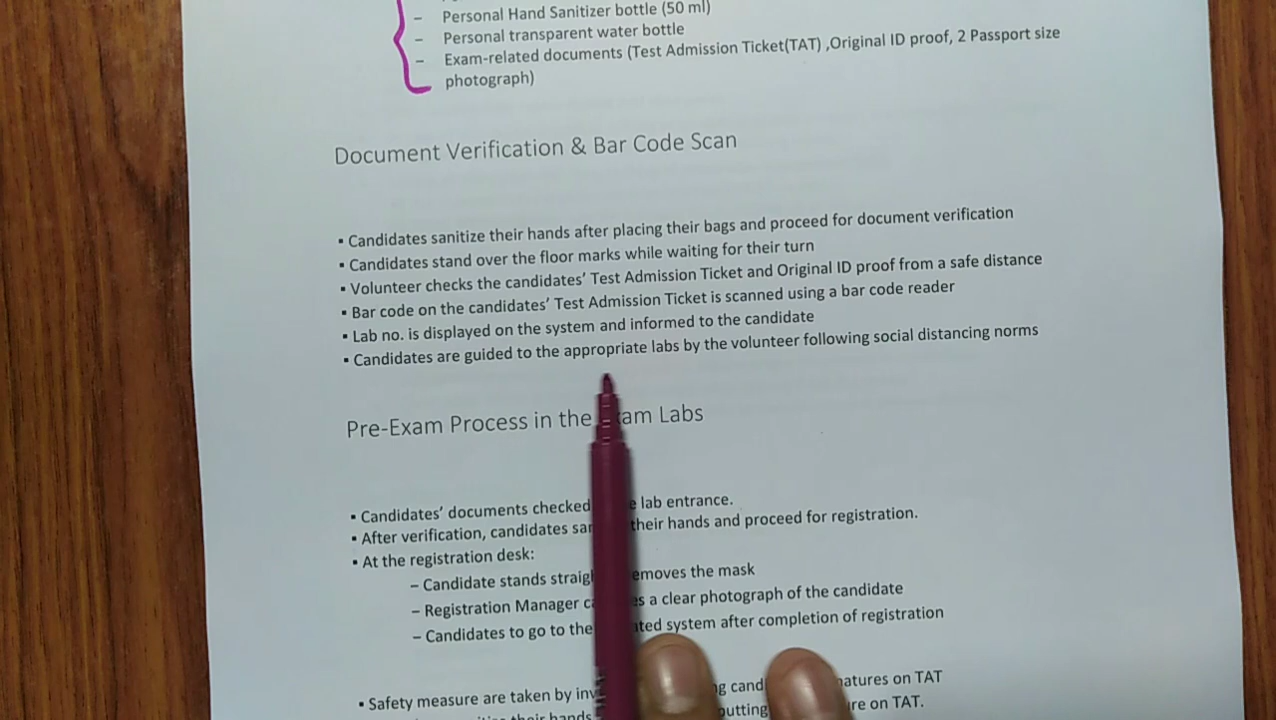 – Personal Hand Sanitizer bottle (50 ml)
– Personal transparent water bottle
– Exam-related documents (Test Admission Ticket(TAT) ,Original ID proof, 2 Passport size
photograph)
Document Verification & Bar Code Scan
▪ Candidates sanitize their hands after placing their bags and proceed for document verification
▪ Candidates stand over the floor marks while waiting for their turn
▪ Volunteer checks the candidates’ Test Admission Ticket and Original ID proof from a safe distance
▪ Bar code on the candidates’ Test Admission Ticket is scanned using a bar code reader
▪ Lab no. is displayed on the system and informed to the candidate
▪ Candidates are guided to the appropriate labs by the volunteer following social distancing norms
Pre-Exam Process in the Exam Labs
▪ Candidates’ documents checked lab entrance.
▪ After verification, candidates their hands and proceed for registration.
▪ At the registration desk:
– Candidate stands removes the mask
– Registration Manager a clear photograph of the candidate
– Candidates to go to the system after completion of registration
▪ Safety measure are taken by on TAT
their hands on TAT.